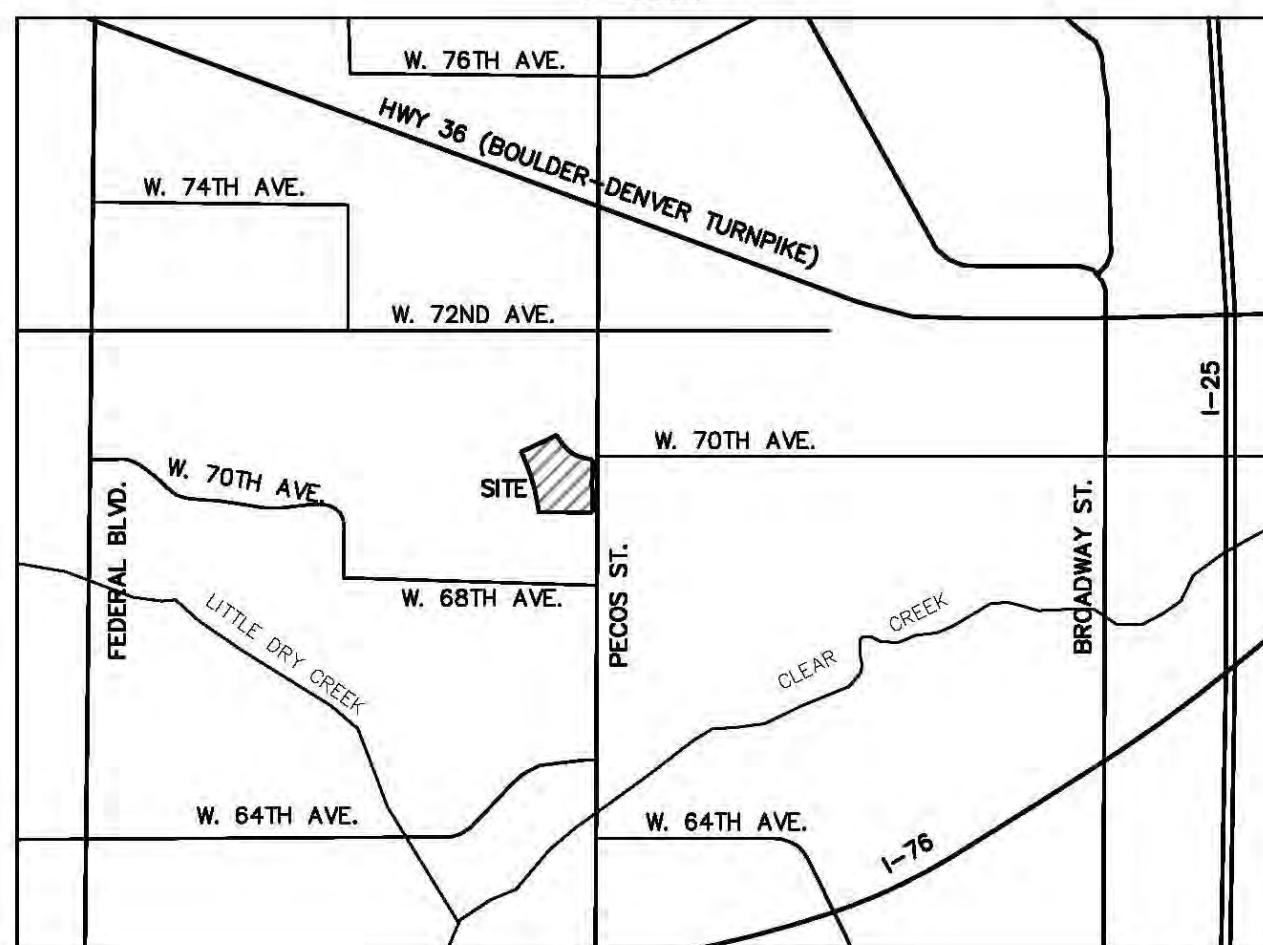 W. 76TH AVE.
HWY 36 (BOULDER-DENVER TURNPIKE)
W. 74TH AVE.
W. 72ND AVE.
I-25
W. 70TH AVE.
W. 70TH AVE.
SITE
FEDERAL BLVD.
PECOS ST.
BROADWAY ST.
W. 68TH AVE.
LITTLE DRY CREEK
CLEAR CREEK
W. 64TH AVE.
W. 64TH AVE.
I-76